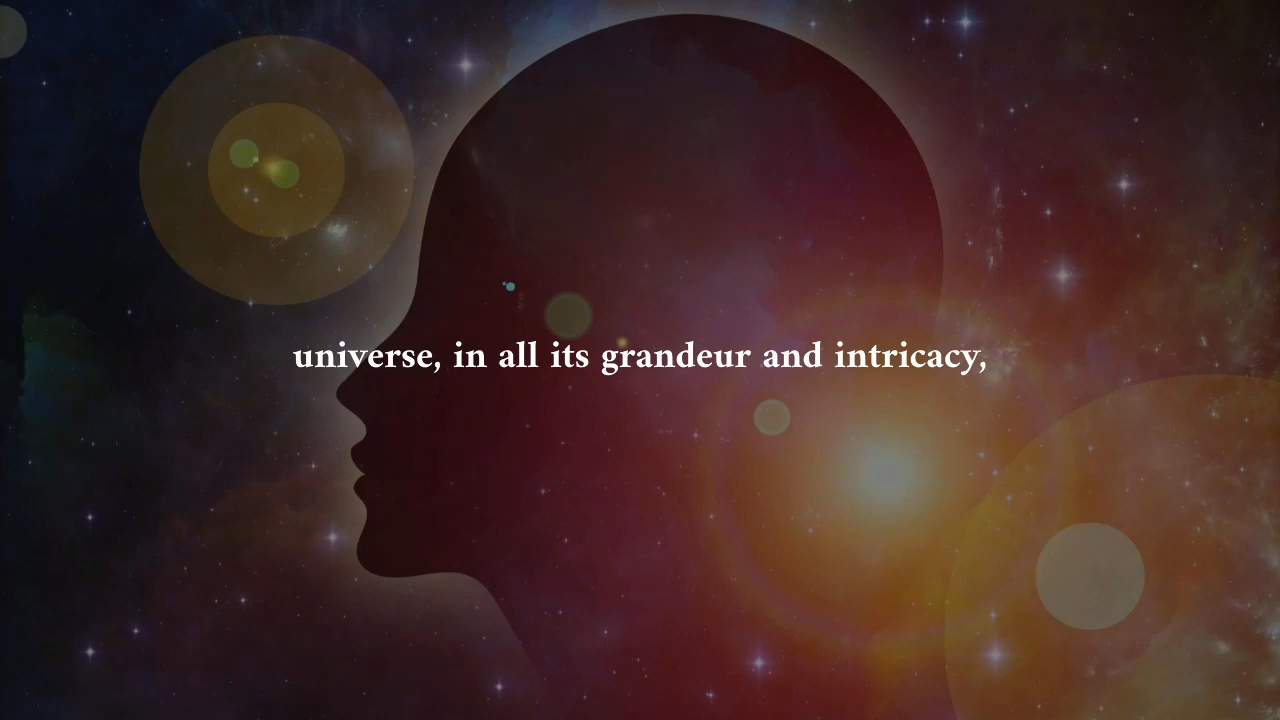 universe, in all its grandeur and intricacy,